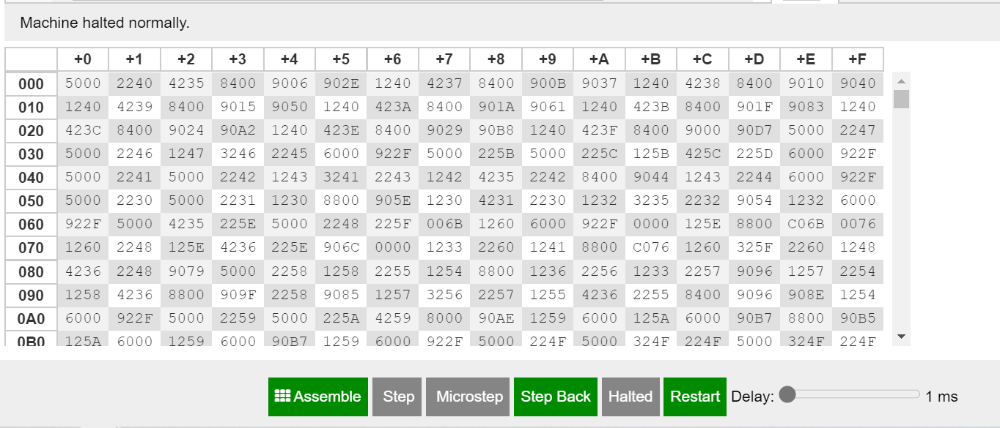 Machine halted normally.
+0 +1 +2 +3 +4 +5 +6 +7 +8 +9 +A +B +C +D +E +F
000 5000 2240 4235 8400 9006 902E 1240 4237 8400 900B 9037 1240 4238 8400 9010 9040
010 1240 4239 8400 9015 9050 1240 423A 8400 901A 9061 1240 423B 8400 901F 9083 1240
020 423C 8400 9024 90A2 1240 423E 8400 9029 90B8 1240 423F 8400 9000 90D7 5000 2247
030 5000 2246 1247 3246 2245 6000 922F 5000 225B 5000 225C 125B 425C 225D 6000 922F
040 5000 2241 5000 2242 1243 3241 2243 1242 4235 2242 8400 9044 1243 2244 6000 922F
050 5000 2230 5000 2231 1230 8800 905E 1230 4231 2230 1232 3235 2232 9054 1232 6000
060 922F 5000 4235 225E 5000 2248 225F 006B 1260 6000 922F 0000 125E 8800 C06B 0076
070 1260 2248 125E 4236 225E 906C 0000 1233 2260 1241 8800 C076 1260 325F 2260 1248
080 4236 2248 9079 5000 2258 1258 2255 1254 8800 1236 2256 1233 2257 9096 1257 2254
090 1258 4236 8800 909F 2258 9085 1257 3256 2257 1255 4236 2255 8400 9096 908E 1254
0A0 6000 922F 5000 2259 5000 225A 4259 8000 90AE 1259 6000 125A 6000 90B7 8800 90B5
0B0 125A 6000 1259 6000 90B7 1259 6000 922F 5000 224F 5000 324F 224F 5000 324F 224F
Assemble Step Microstep Step Back Halted Restart Delay: 1 ms